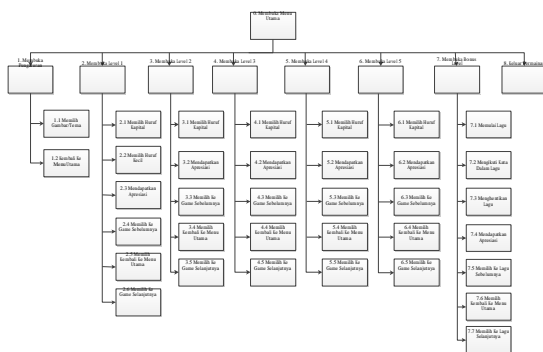 0. Membuka Menu
Utama
1. Membuka
Pengaturan
2. Membuka Level 1
3. Membuka Level 2
4. Membuka Level 3
5. Membuka Level 4
6. Membuka Level 5
7. Membuka Bonus
Level
8. Keluar Permainan
1.1 Memilih
Gambar/Tema
1.2 Kembali Ke
Menu Utama
2.1 Memilih Huruf
Kapital
2.2 Memilih Huruf
Kecil
2.3 Mendapatkan
Apresiasi
2.4 Memilih Ke
Game Sebelumnya
2.5 Memilih
Kembali Ke Menu
Utama
2.6 Memilih Ke
Game Selanjutnya
3.1 Memilih Huruf
Kapital
3.2 Mendapatkan
Apresiasi
3.3 Memilih Ke
Game Sebelumnya
3.4 Memilih
Kembali Ke Menu
Utama
3.5 Memilih Ke
Game Selanjutnya
4.1 Memilih Huruf
Kapital
4.2 Mendapatkan
Apresiasi
4.3 Memilih Ke
Game Sebelumnya
4.4 Memilih
Kembali Ke Menu
Utama
4.5 Memilih Ke
Game Selanjutnya
5.1 Memilih Huruf
Kapital
5.2 Mendapatkan
Apresiasi
5.3 Memilih Ke
Game Sebelumnya
5.4 Memilih
Kembali Ke Menu
Utama
5.5 Memilih Ke
Game Selanjutnya
6.1 Memilih Huruf
Kapital
6.2 Mendapatkan
Apresiasi
6.3 Memilih Ke
Game Sebelumnya
6.4 Memilih
Kembali Ke Menu
Utama
6.5 Memilih Ke
Game Selanjutnya
7.1 Memulai Lagu
7.2 Mengikuti Kata
Dalam Lagu
7.3
Menghentikan
Lagu
7.4
Mendapatkan
Apresiasi
7.5 Memilih Ke Lagu
Sebelumnya
7.6 Memilih
Kembali Ke Menu
Utama
7.7 Memilih Ke Lagu
Selanjutnya